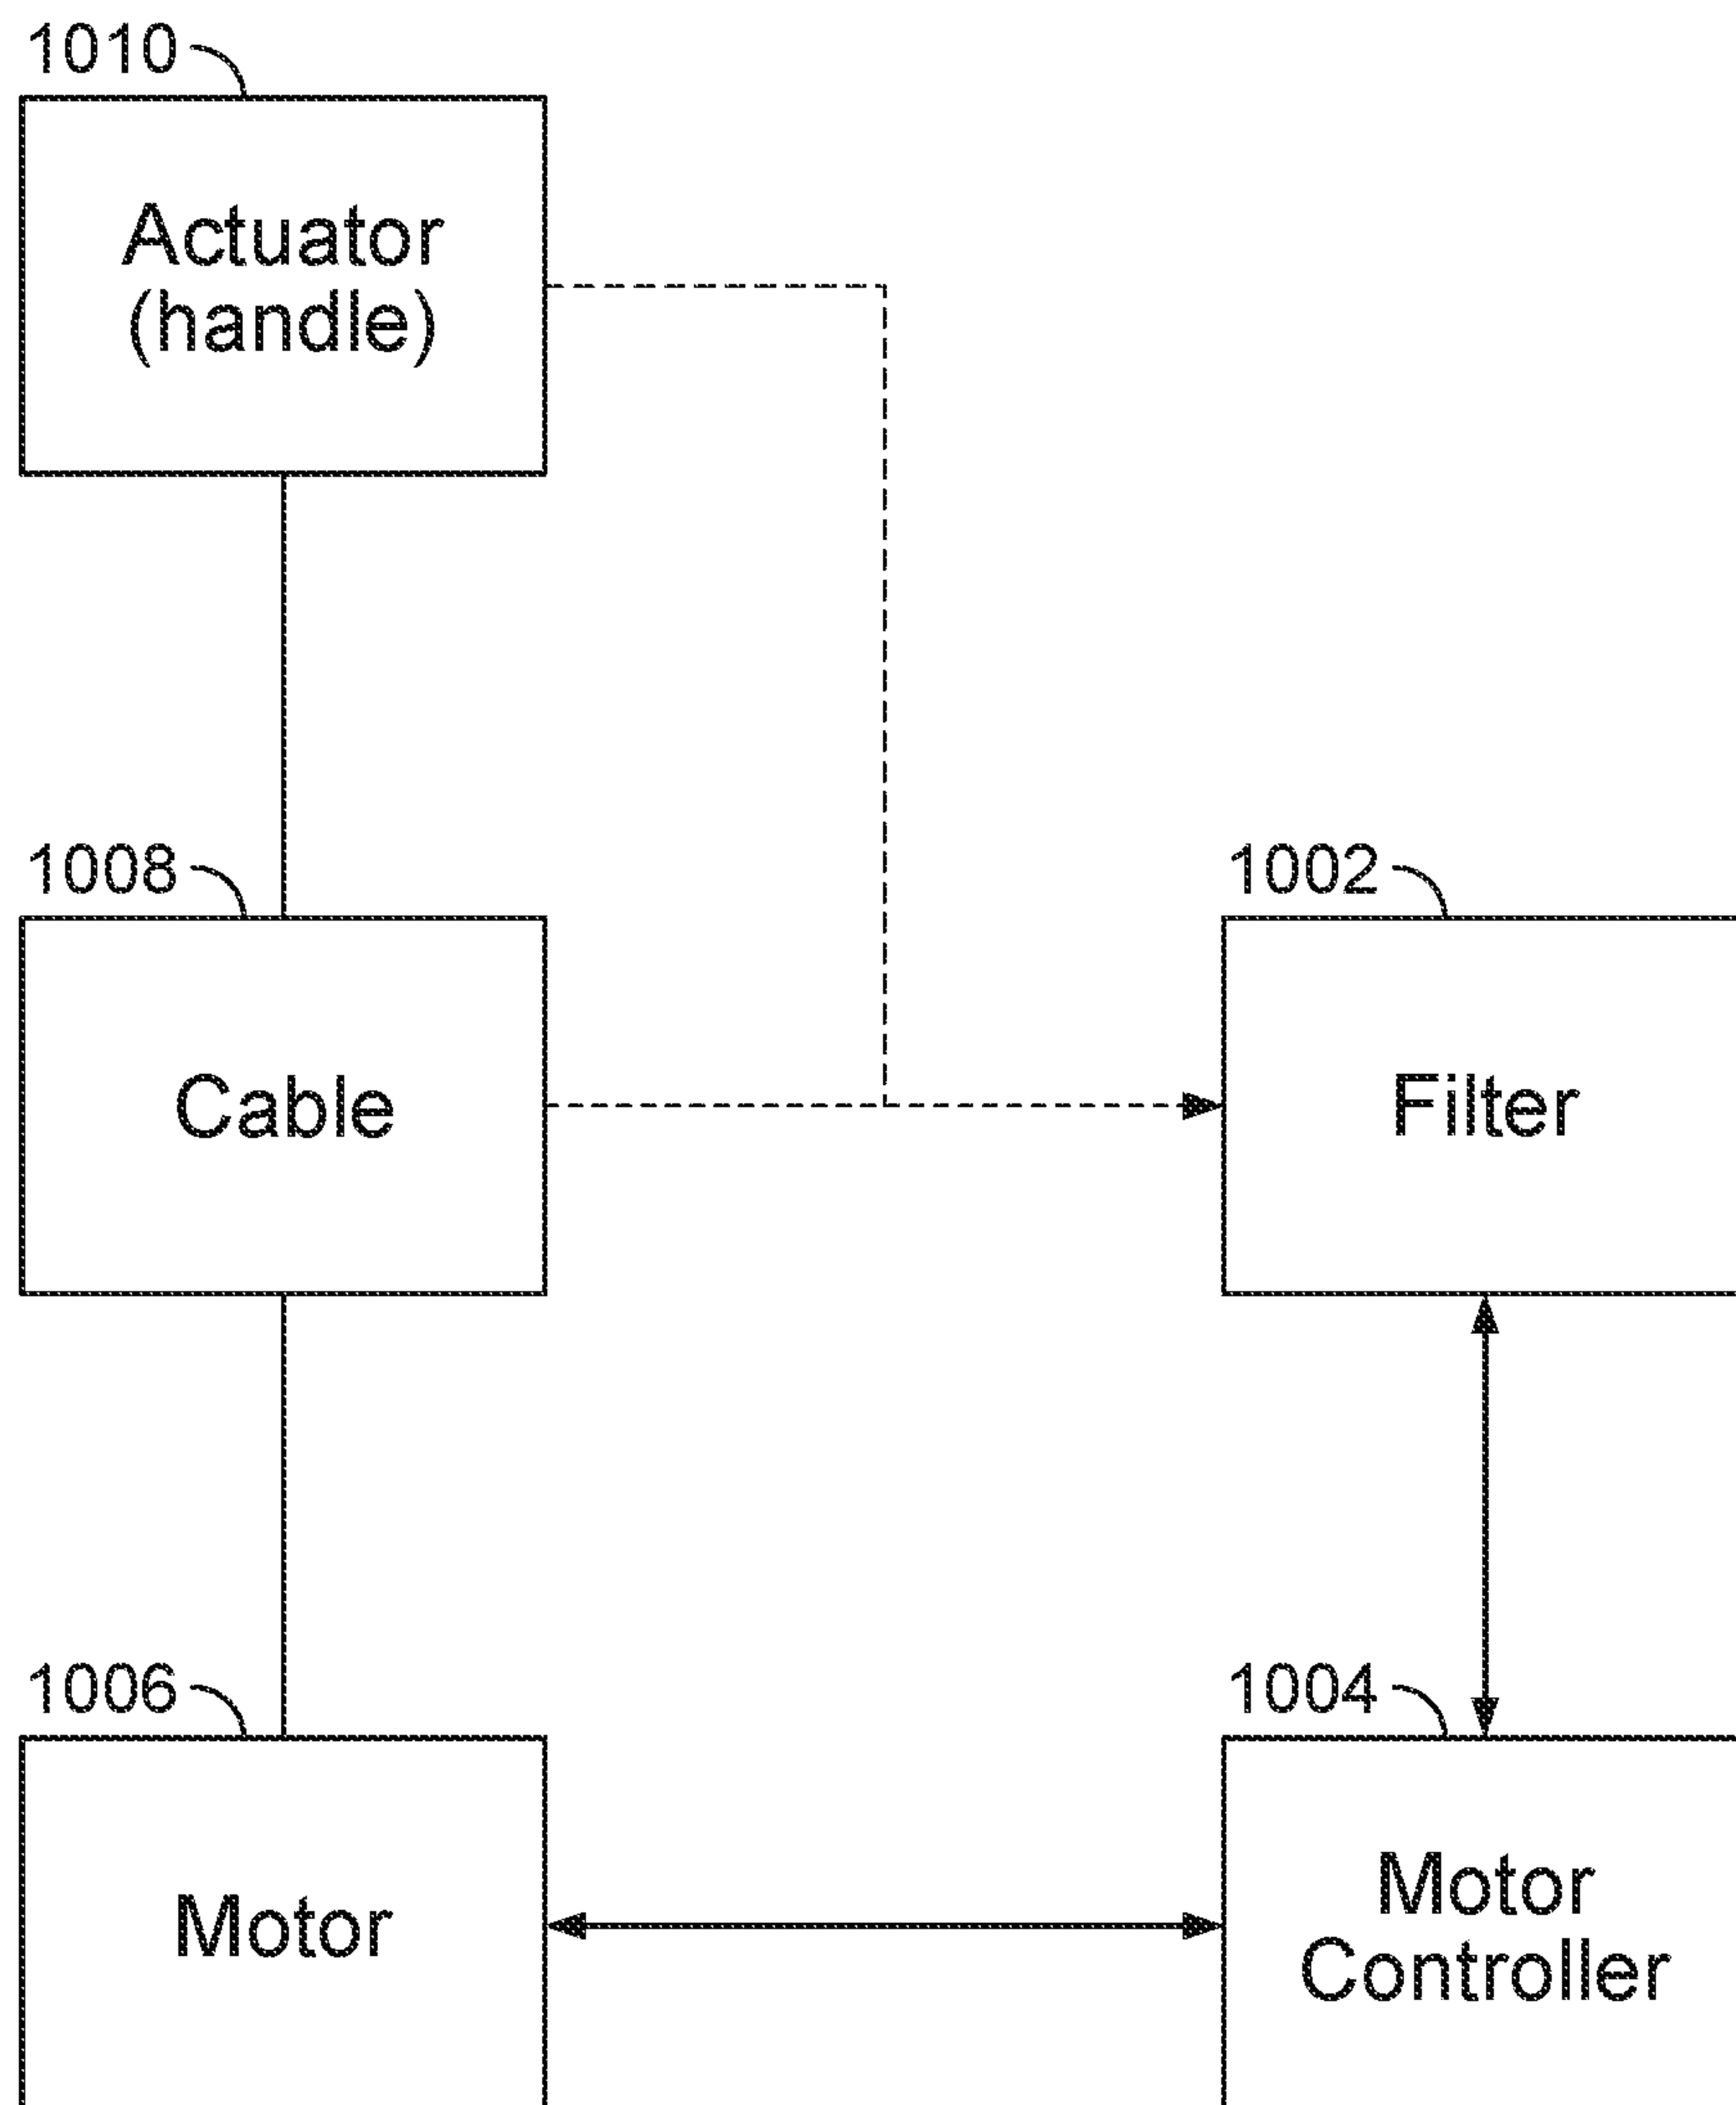 1010
Actuator
(handle)
1008
Cable
1002
Filter
1006
Motor
1004
Motor
Controller